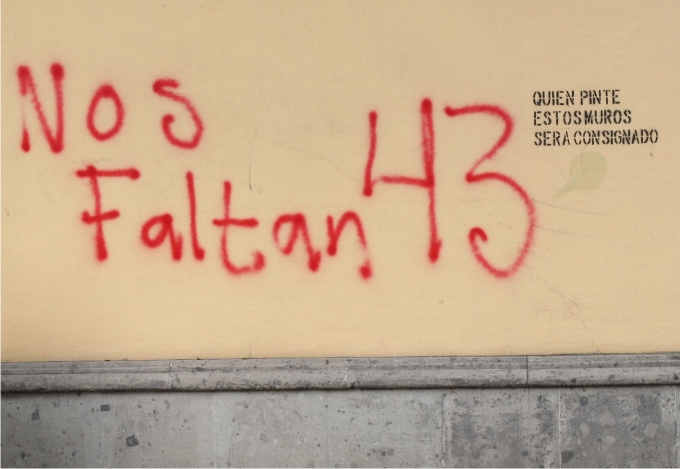 Nos
Faltan 43
QUIEN PINTE
ESTOS MUROS
SERA CONSIGNADO